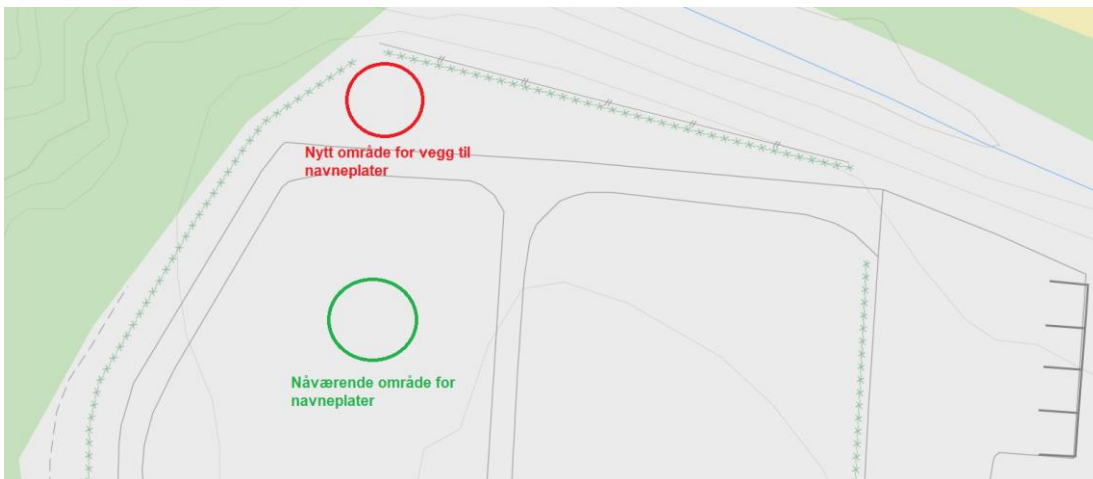 Nytt område for vegg til
navneplater
Nåværende område for
navneplater